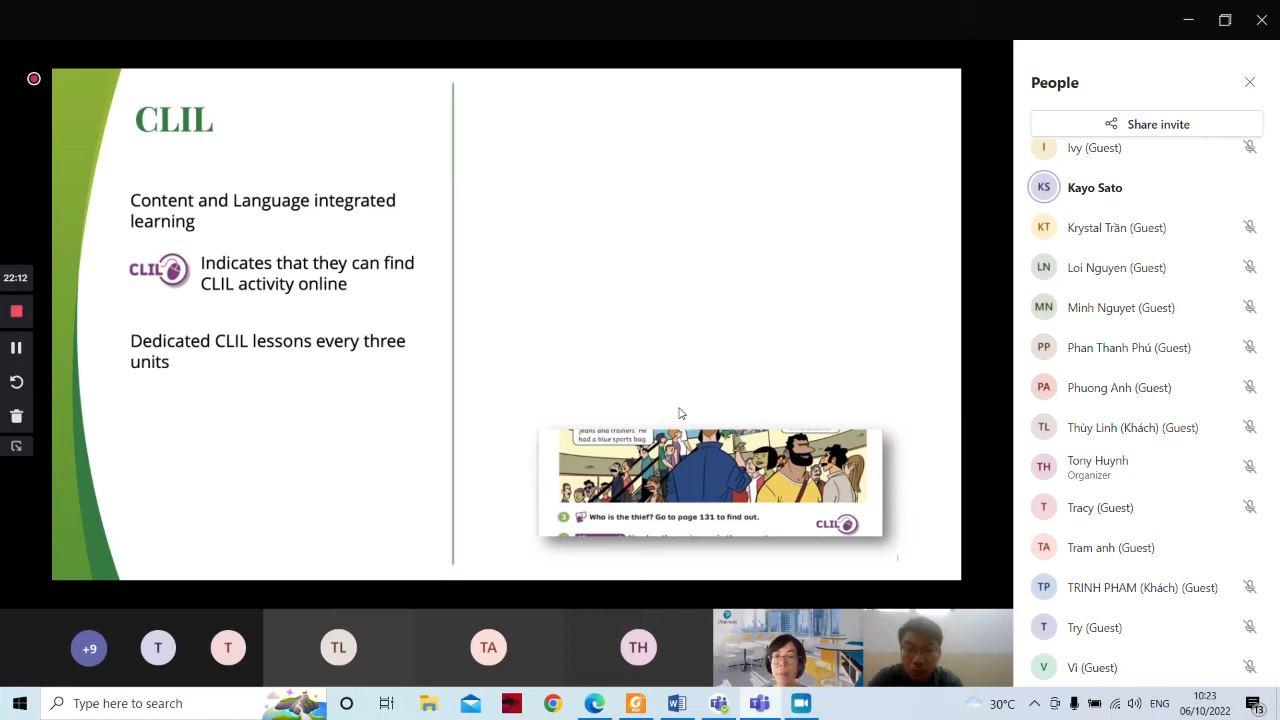 CLIL
Content and Language integrated
learning
CLIL
Indicates that they can find
CLIL activity online
Dedicated CLIL lessons every three
units
jeans and trainers. He
had a blue sports bag.
3 Who is the thief? Go to page 131 to find out.
CLIL
22:12
People
Share invite
I Ivy (Guest)
KS Kayo Sato
KT Krystal Trần (Guest)
LN Loi Nguyen (Guest)
MN Minh Nguyet (Guest)
PP Phan Thanh Phú (Guest)
PA Phuong Anh (Guest)
TL Thùy Linh (Khách) (Guest)
TH Tony Huynh
Organizer
T Tracy (Guest)
TA Tram anh (Guest)
TP TRINH PHAM (Khách) (Guest)
T Try (Guest)
V Vi (Guest)
+9 T T TL TA TH
Pearson
Type here to search
30°C
ENG
10:23
06/10/2022
13